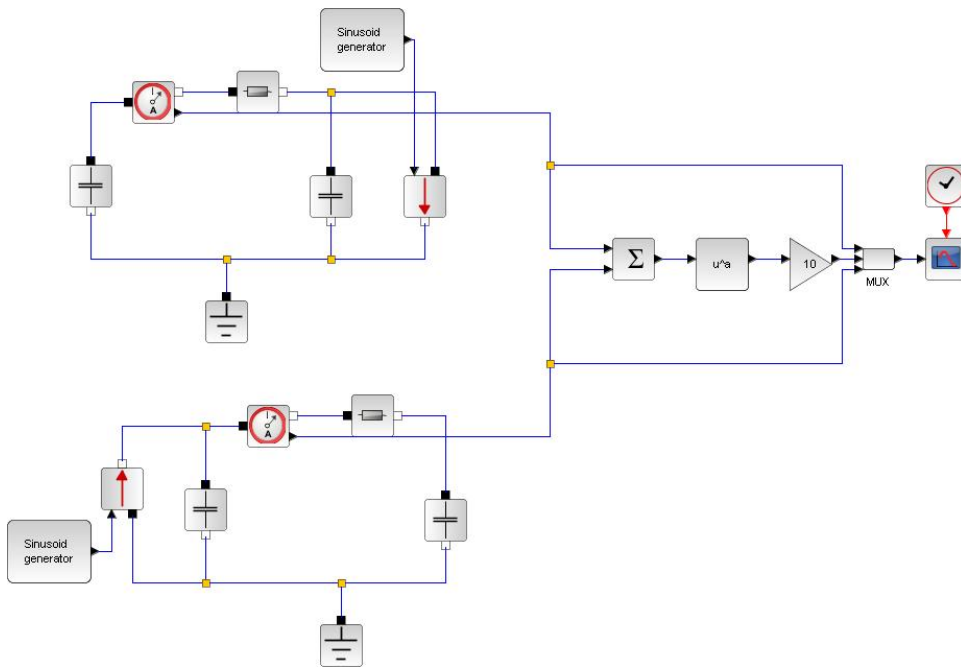 Sinusoid
generator
I
A
Σ
u^a
10
MUX
I
A
Sinusoid
generator